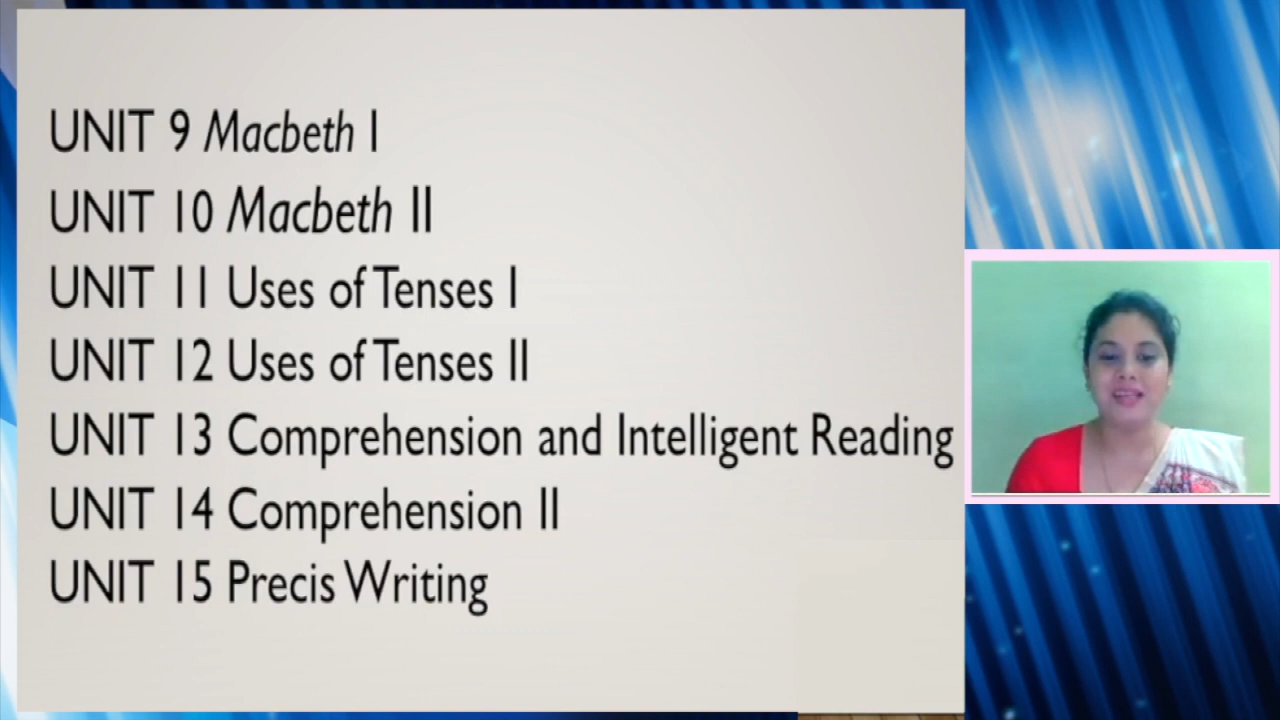 UNIT 9 Macbeth I
UNIT 10 Macbeth II
UNIT 11 Uses of Tenses I
UNIT 12 Uses of Tenses II
UNIT 13 Comprehension and Intelligent Reading
UNIT 14 Comprehension II
UNIT 15 Precis Writing